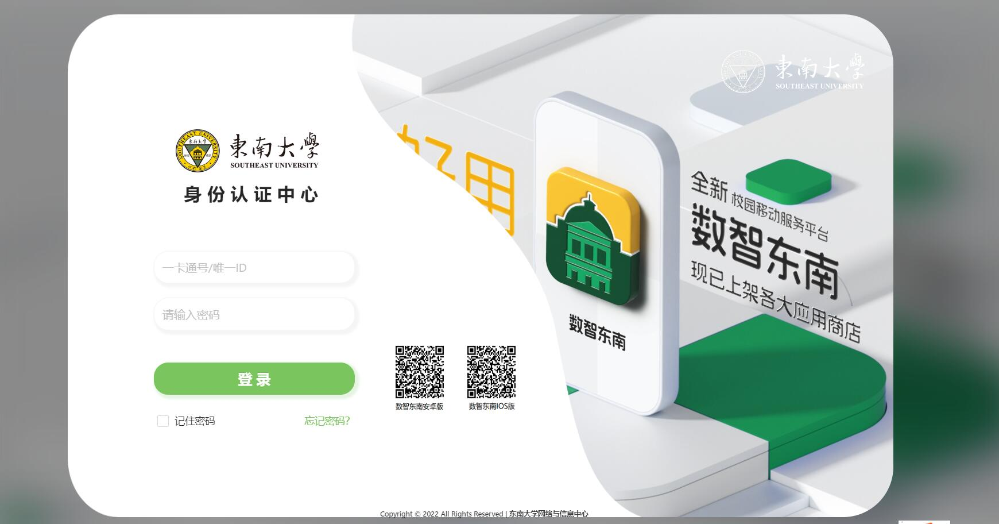 東南大學
SOUTHEAST UNIVERSITY
身份认证中心
一卡通号/唯一ID
请输入密码
登录
记住密码
忘记密码?
数智东南安卓版
数智东南IOS版
東南大學
SOUTHEAST UNIVERSITY
好用
数智东南
全新 校园移动服务平台
数智东南
现已上架各大应用商店
Copyright © 2022 All Rights Reserved | 东南大学网络与信息中心